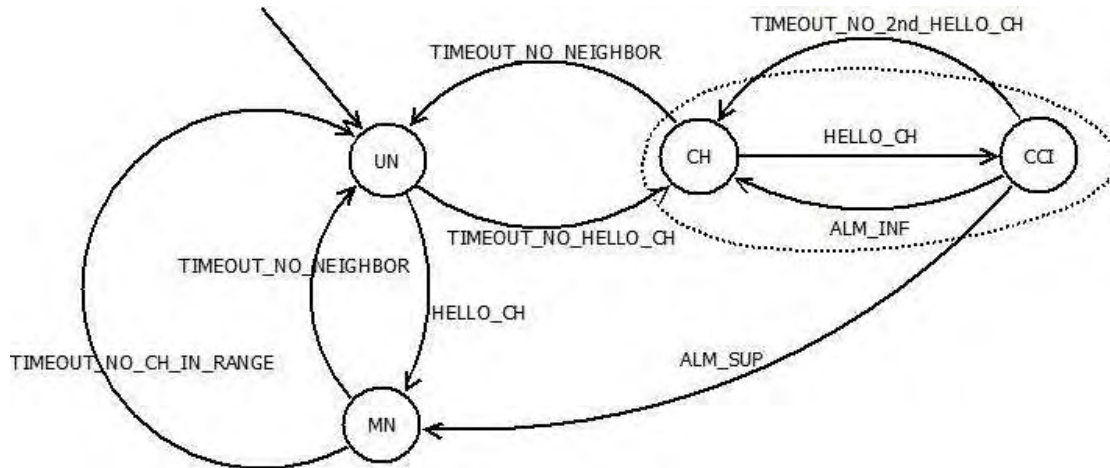 TIMEOUT_NO_2nd_HELLO_CH
TIMEOUT_NO_NEIGHBOR
HELLO_CH
UN
CH
CCI
ALM_INF
TIMEOUT_NO_HELLO_CH
TIMEOUT_NO_NEIGHBOR
HELLO_CH
TIMEOUT_NO_CH_IN_RANGE
ALM_SUP
MN